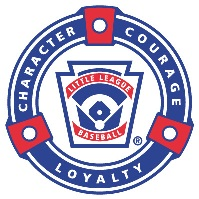 CHARACTER
COURAGE
LITTLE LEAGUE
BASEBALL
®
LOYALTY